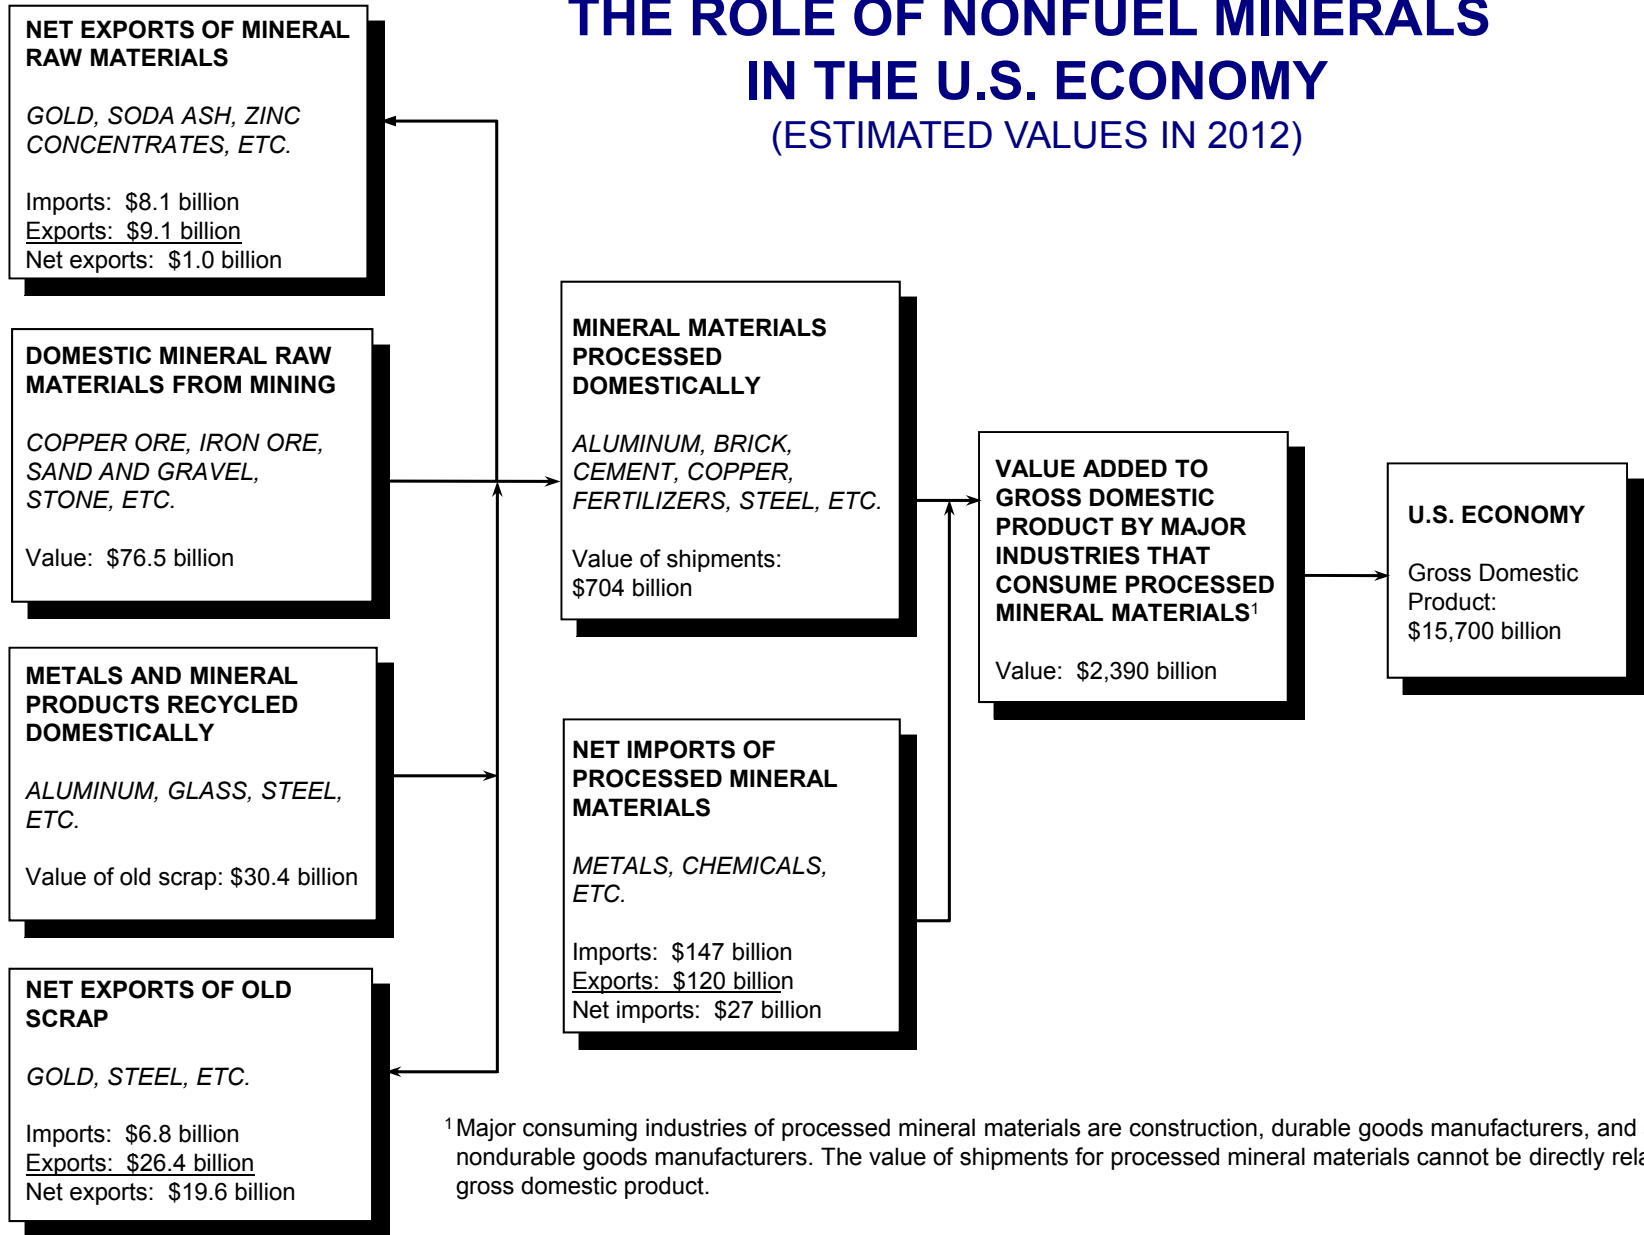 THE ROLE OF NONFUEL MINERALS
IN THE U.S. ECONOMY
(ESTIMATED VALUES IN 2012)
NET EXPORTS OF MINERAL
RAW MATERIALS
GOLD, SODA ASH, ZINC
CONCENTRATES, ETC.
Imports: $8.1 billion
Exports: $9.1 billion
Net exports: $1.0 billion
DOMESTIC MINERAL RAW
MATERIALS FROM MINING
COPPER ORE, IRON ORE,
SAND AND GRAVEL,
STONE, ETC.
Value: $76.5 billion
METALS AND MINERAL
PRODUCTS RECYCLED
DOMESTICALLY
ALUMINUM, GLASS, STEEL,
ETC.
Value of old scrap: $30.4 billion
NET EXPORTS OF OLD
SCRAP
GOLD, STEEL, ETC.
Imports: $6.8 billion
Exports: $26.4 billion
Net exports: $19.6 billion
MINERAL MATERIALS
PROCESSED
DOMESTICALLY
ALUMINUM, BRICK,
CEMENT, COPPER,
FERTILIZERS, STEEL, ETC.
Value of shipments:
$704 billion
NET IMPORTS OF
PROCESSED MINERAL
MATERIALS
METALS, CHEMICALS,
ETC.
Imports: $147 billion
Exports: $120 billion
Net imports: $27 billion
VALUE ADDED TO
GROSS DOMESTIC
PRODUCT BY MAJOR
INDUSTRIES THAT
CONSUME PROCESSED
MINERAL MATERIALS¹
Value: $2,390 billion
U.S. ECONOMY
Gross Domestic
Product:
$15,700 billion
¹ Major consuming industries of processed mineral materials are construction, durable goods manufacturers, and
nondurable goods manufacturers. The value of shipments for processed mineral materials cannot be directly
gross domestic product.